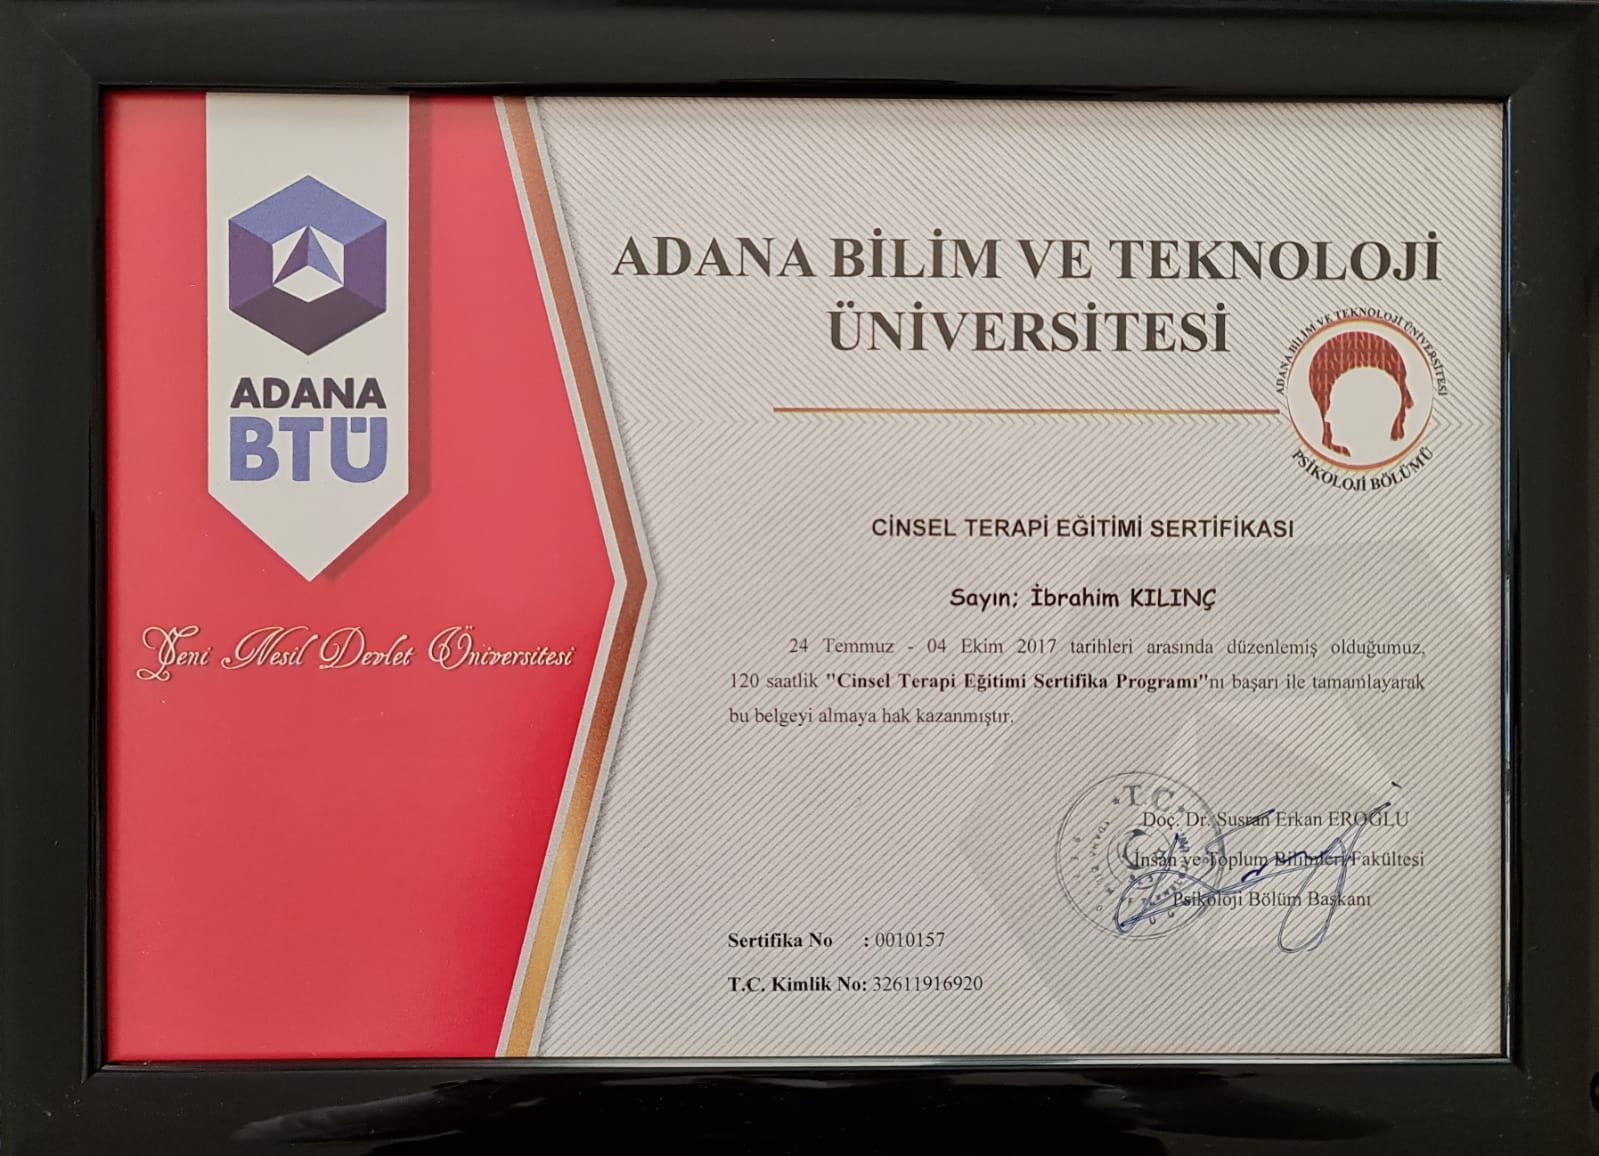 ADANA
BTÜ
Yeni Nesil Devlet Üniversitesi
ADANA BİLİM VE TEKNOLOJİ
ÜNİVERSİTESİ
ADANA BİLİM VE TEKNOLOJİ ÜNİVERSİTESİ
PSİKOLOJİ BÖLÜMÜ
CİNSEL TERAPİ EĞİTİMİ SERTİFİKASI
Sayın; İbrahim KILINÇ
24 Temmuz - 04 Ekim 2017 tarihleri arasında düzenlemiş olduğumuz,
120 saatlik "Cinsel Terapi Eğitimi Sertifika Programı"nı başarı ile tamamlayarak
bu belgeyi almaya hak kazanmıştır.
T.C.
Doç. Dr. Susran Erkan EROĞLU
İnsan ve Toplum Bilimleri Fakültesi
Psikoloji Bölüm Başkanı
Sertifika No : 0010157
T.C. Kimlik No: 32611916920